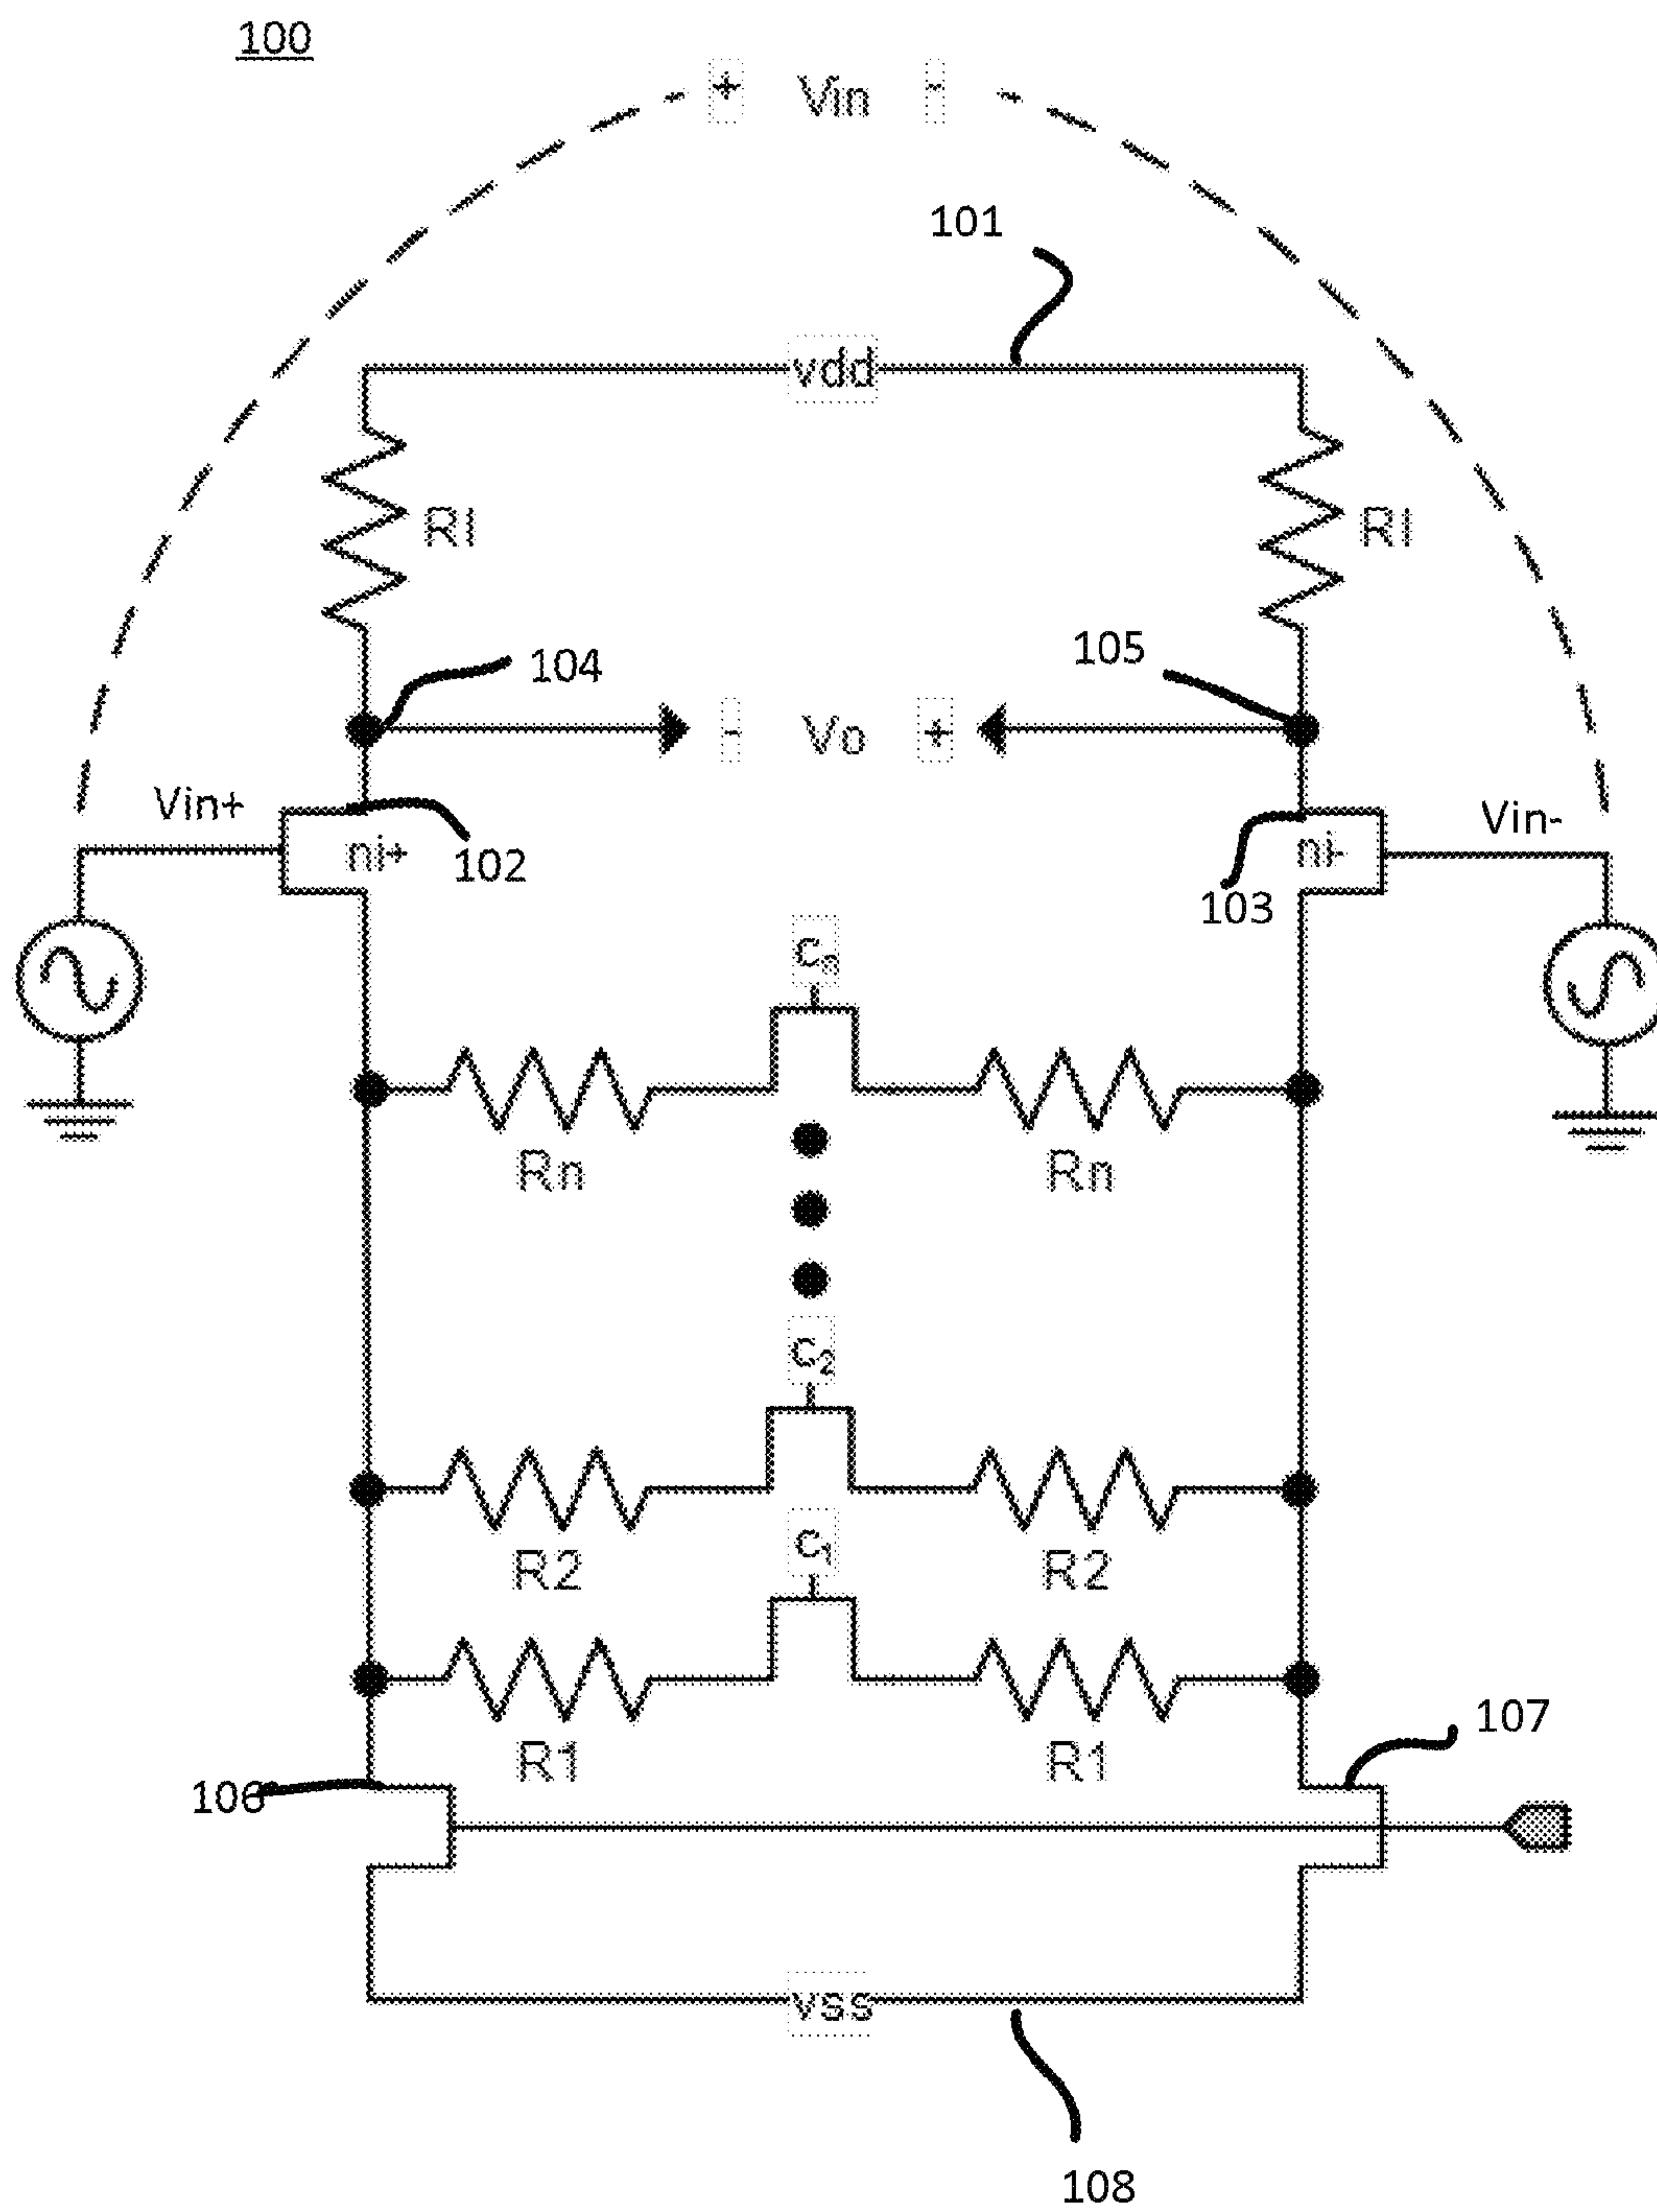 100
+ Vin -
101
vdd
Rl Rl
104 105
- Vo +
Vin+ Vin-
ni+ 102 ni- 103
Rn Rn
c₂
R2 R2
c₁
R1 R1
106 107
vss
108